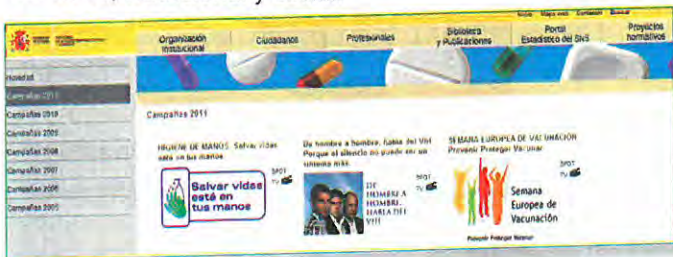 Inicio Mapa web Contacto Buscar
Organización Institucional
Ciudadanos
Profesionales
Biblioteca y Publicaciones
Portal Estadístico del SNS
Proyectos normativos
Novedad
Campañas 2011
Campañas 2010
Campañas 2009
Campañas 2008
Campañas 2007
Campañas 2006
Campañas 2005
Campañas 2011
HIGIENE DE MANOS. Salvar vidas
está en tus manos
SPOT
TV
Salvar vidas
está en
tus manos
De hombre a hombre, habla del VIH
Porque el silencio no puede ser un
síntoma más
SPOT
TV
DE
HOMBRE A
HOMBRE,
HABLA DEL
VIH
SEMANA EUROPEA DE VACUNACIÓN
Prevenir Proteger Vacunar
SPOT
TV
Semana
Europea de
Vacunación
Prevenir Proteger Vacunar